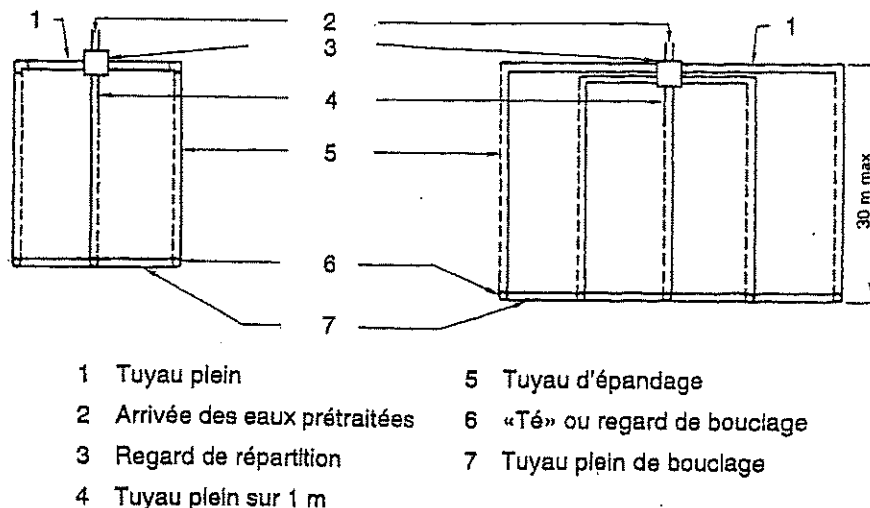 1
2
1
3
4
5
6
7
30 m max
1 Tuyau plein
2 Arrivée des eaux prétraitées
3 Regard de répartition
4 Tuyau plein sur 1 m
5 Tuyau d'épandage
6 «Té» ou regard de bouclage
7 Tuyau plein de bouclage